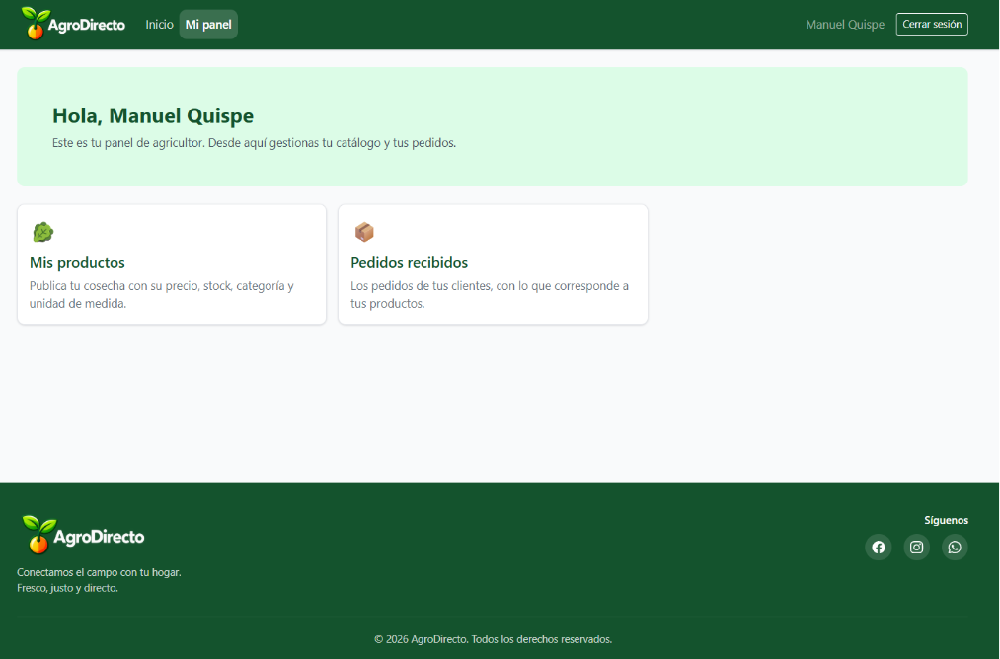 AgroDirecto
Inicio
Mi panel
Manuel Quispe
Cerrar sesión
Hola, Manuel Quispe
Este es tu panel de agricultor. Desde aquí gestionas tu catálogo y tus pedidos.
Mis productos
Publica tu cosecha con su precio, stock, categoría y
unidad de medida.
Pedidos recibidos
Los pedidos de tus clientes, con lo que corresponde a
tus productos.
AgroDirecto
Conectamos el campo con tu hogar.
Fresco, justo y directo.
Síguenos
© 2026 AgroDirecto. Todos los derechos reservados.